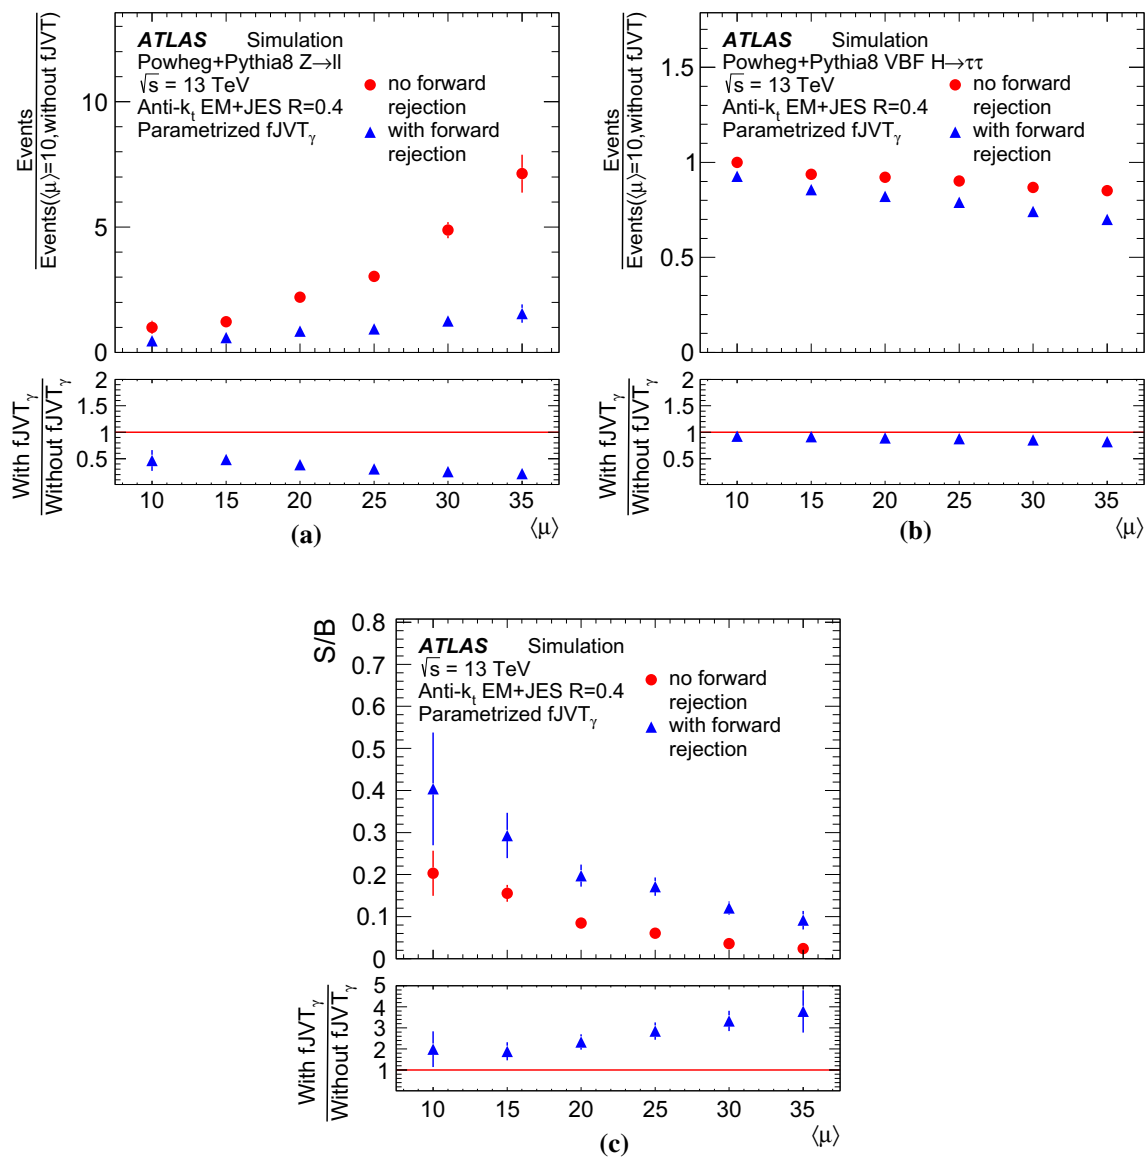 Events
Events(⟨μ⟩=10,without fJVT)
ATLAS Simulation
Powheg+Pythia8 Z→ll
√s = 13 TeV
Anti-kt EM+JES R=0.4
Parametrized fJVTγ
no forward
rejection
with forward
rejection
10
5
0
With fJVTγ
Without fJVTγ
2
1.5
1
0.5
10 15 20 25 30 35
⟨μ⟩
(a)
Events
Events(⟨μ⟩=10,without fJVT)
ATLAS Simulation
Powheg+Pythia8 VBF H→ττ
√s = 13 TeV
Anti-kt EM+JES R=0.4
Parametrized fJVTγ
no forward
rejection
with forward
rejection
1.5
1
0.5
0
With fJVTγ
Without fJVTγ
2
1.5
1
0.5
10 15 20 25 30 35
⟨μ⟩
(b)
S/B
ATLAS Simulation
√s = 13 TeV
Anti-kt EM+JES R=0.4
Parametrized fJVTγ
no forward
rejection
with forward
rejection
0.8
0.7
0.6
0.5
0.4
0.3
0.2
0.1
0
With fJVTγ
Without fJVTγ
5
4
3
2
1
10 15 20 25 30 35
⟨μ⟩
(c)